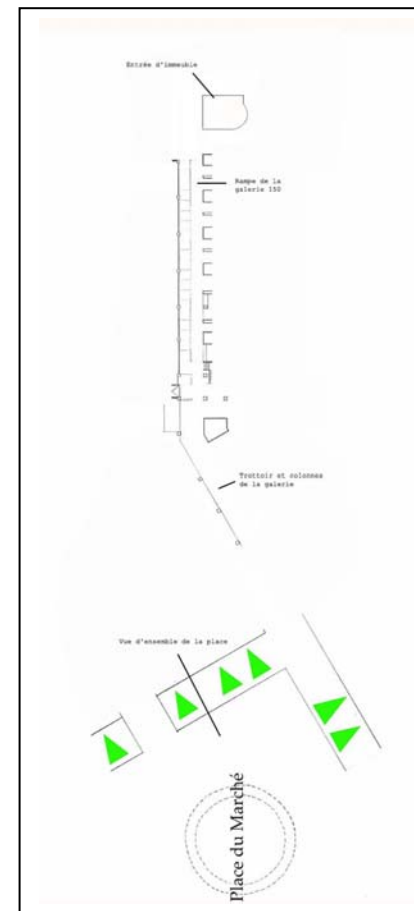 Entrée d'immeuble
Rampe de la
galerie 150
Trottoir et colonnes
de la galerie
Vue d'ensemble de la place
Place du Marché